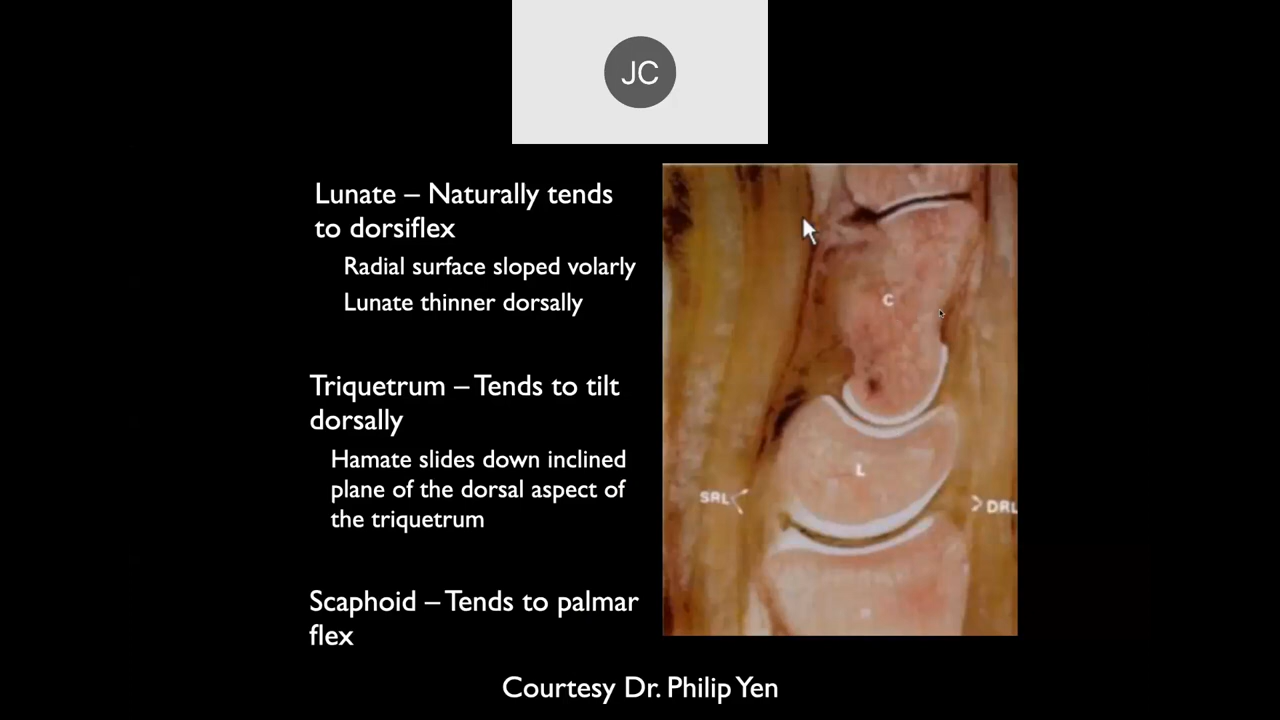 JC
Lunate – Naturally tends
to dorsiflex
Radial surface sloped volarly
Lunate thinner dorsally
Triquetrum – Tends to tilt
dorsally
Hamate slides down inclined
plane of the dorsal aspect of
the triquetrum
Scaphoid – Tends to palmar
flex
C
L
SRL
DRL
Courtesy Dr. Philip Yen